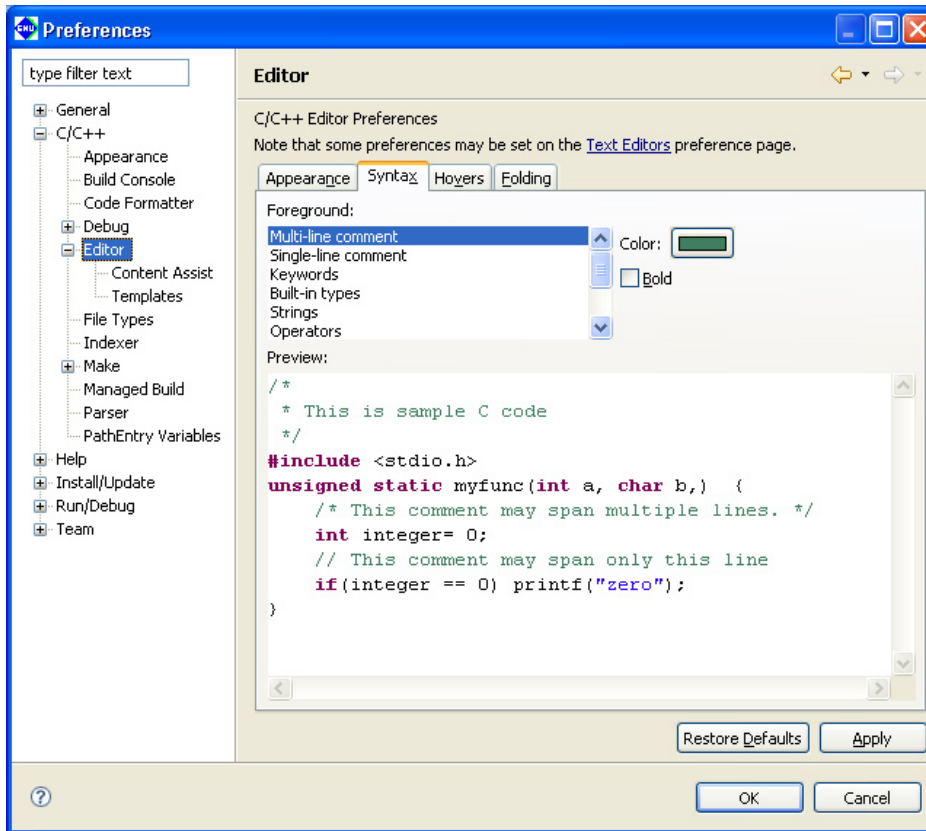 Preferences
type filter text
General
C/C++
Appearance
Build Console
Code Formatter
Debug
Editor
Content Assist
Templates
File Types
Indexer
Make
Managed Build
Parser
PathEntry Variables
Help
Install/Update
Run/Debug
Team
Editor
C/C++ Editor Preferences
Note that some preferences may be set on the Text Editors preference page.
Appearance Syntax Hovers Folding
Foreground:
Multi-line comment
Single-line comment
Keywords
Built-in types
Strings
Operators
Color:
Bold
Preview:
/*
 * This is sample C code
 */
#include <stdio.h>
unsigned static myfunc(int a, char b,)  {
    /* This comment may span multiple lines. */
    int integer= 0;
    // This comment may span only this line
    if(integer == 0) printf("zero");
}
Restore Defaults Apply
? OK Cancel